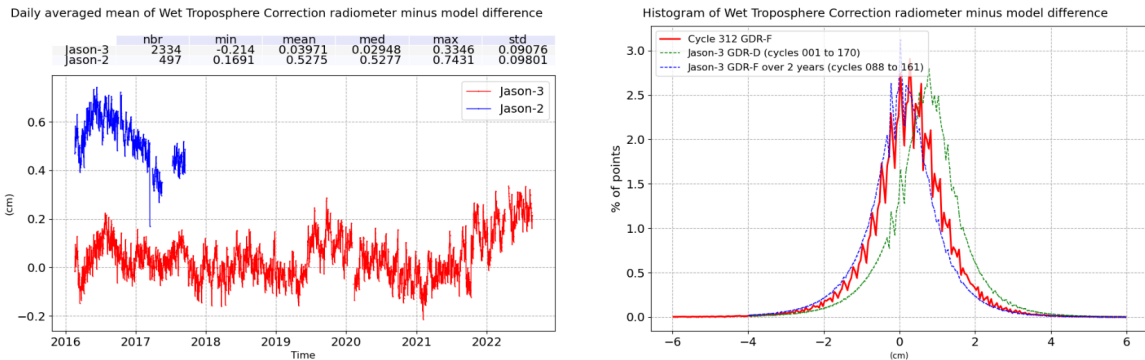 Daily averaged mean of Wet Troposphere Correction radiometer minus model difference
nbr min mean med max std
Jason-3 2334 -0.214 0.03971 0.02948 0.3346 0.09076
Jason-2 497 0.1691 0.5275 0.5277 0.7431 0.09801
Jason-3
Jason-2
0.6
0.4
0.2
0.0
−0.2
(cm)
2016 2017 2018 2019 2020 2021 2022
Time
Histogram of Wet Troposphere Correction radiometer minus model difference
Cycle 312 GDR-F
Jason-3 GDR-D (cycles 001 to 170)
Jason-3 GDR-F over 2 years (cycles 088 to 161)
3.0
2.5
2.0
1.5
1.0
0.5
0.0
% of points
−6 −4 −2 0 2 4 6
(cm)